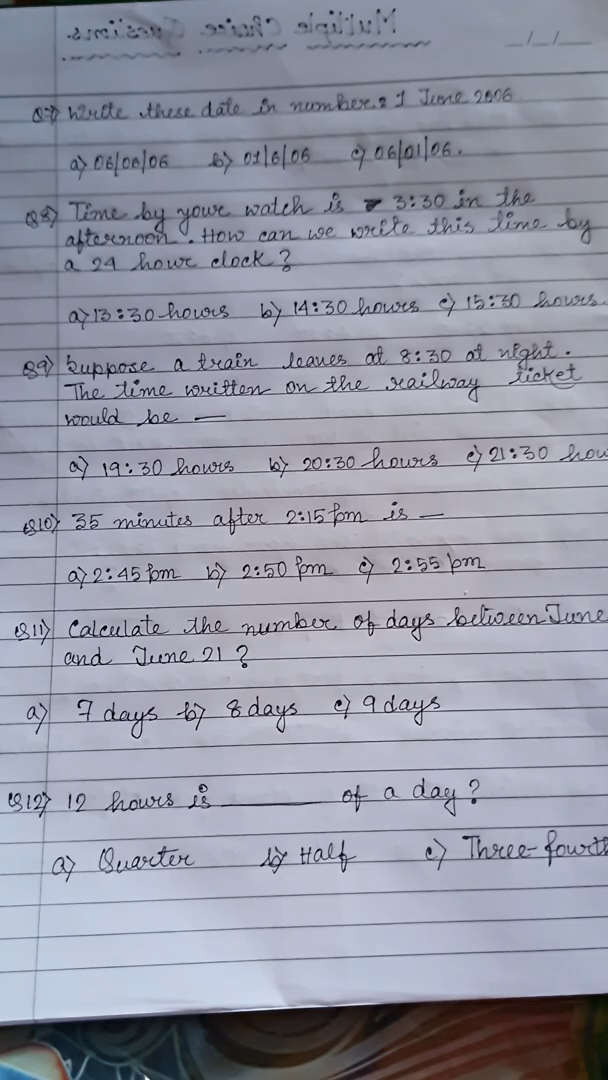 Multiple Choice Questions.
_/_/__
Q7) Write these date in number: 1 June 2006
a) 06/06/06 b) 01/6/06 c) 06/01/06.
Q8) Time by your watch is 3:30 in the
afternoon. How can we write this time by
a 24 hour clock?
a) 13:30 hours b) 14:30 hours c) 15:30 hours.
Q9) Suppose a train leaves at 8:30 at night.
The time written on the railway ticket
would be —
a) 19:30 hours b) 20:30 hours c) 21:30 hou
Q10) 35 minutes after 2:15 pm is —
a) 2:45 pm b) 2:50 pm c) 2:55 pm
Q11) Calculate the number of days between June
and June 21?
a) 7 days b) 8 days c) 9 days
Q12) 12 hours is ______ of a day?
a) Quarter b) Half c) Three-fourth